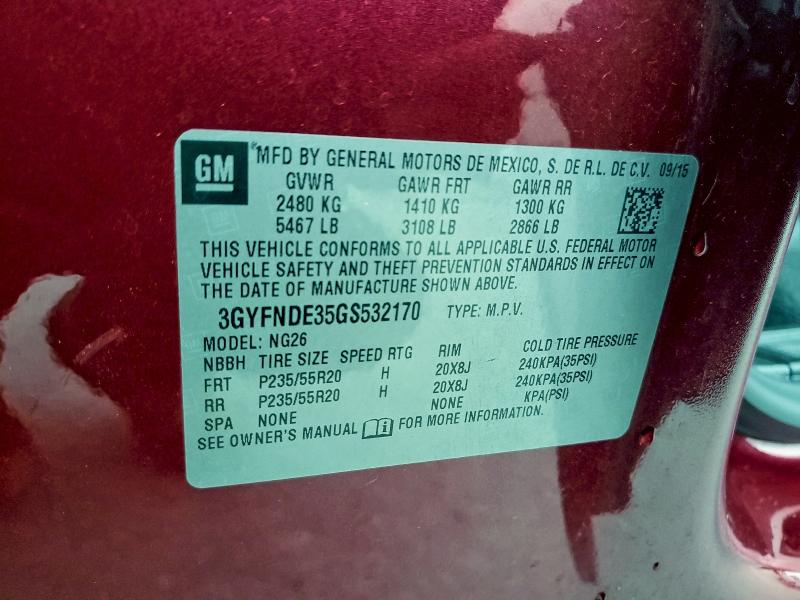 GM
®MFD BY GENERAL MOTORS DE MEXICO, S. DE R.L. DE C.V. 09/15
GVWR GAWR FRT GAWR RR
2480 KG 1410 KG 1300 KG
5467 LB 3108 LB 2866 LB
THIS VEHICLE CONFORMS TO ALL APPLICABLE U.S. FEDERAL MOTOR
VEHICLE SAFETY AND THEFT PREVENTION STANDARDS IN EFFECT ON
THE DATE OF MANUFACTURE SHOWN ABOVE.
3GYFNDE35GS532170 TYPE: M.P.V.
MODEL: NG26
NBBH TIRE SIZE SPEED RTG RIM COLD TIRE PRESSURE
FRT P235/55R20 H 20X8J 240KPA(35PSI)
RR P235/55R20 H 20X8J 240KPA(35PSI)
SPA NONE NONE KPA(PSI)
SEE OWNER'S MANUAL FOR MORE INFORMATION.